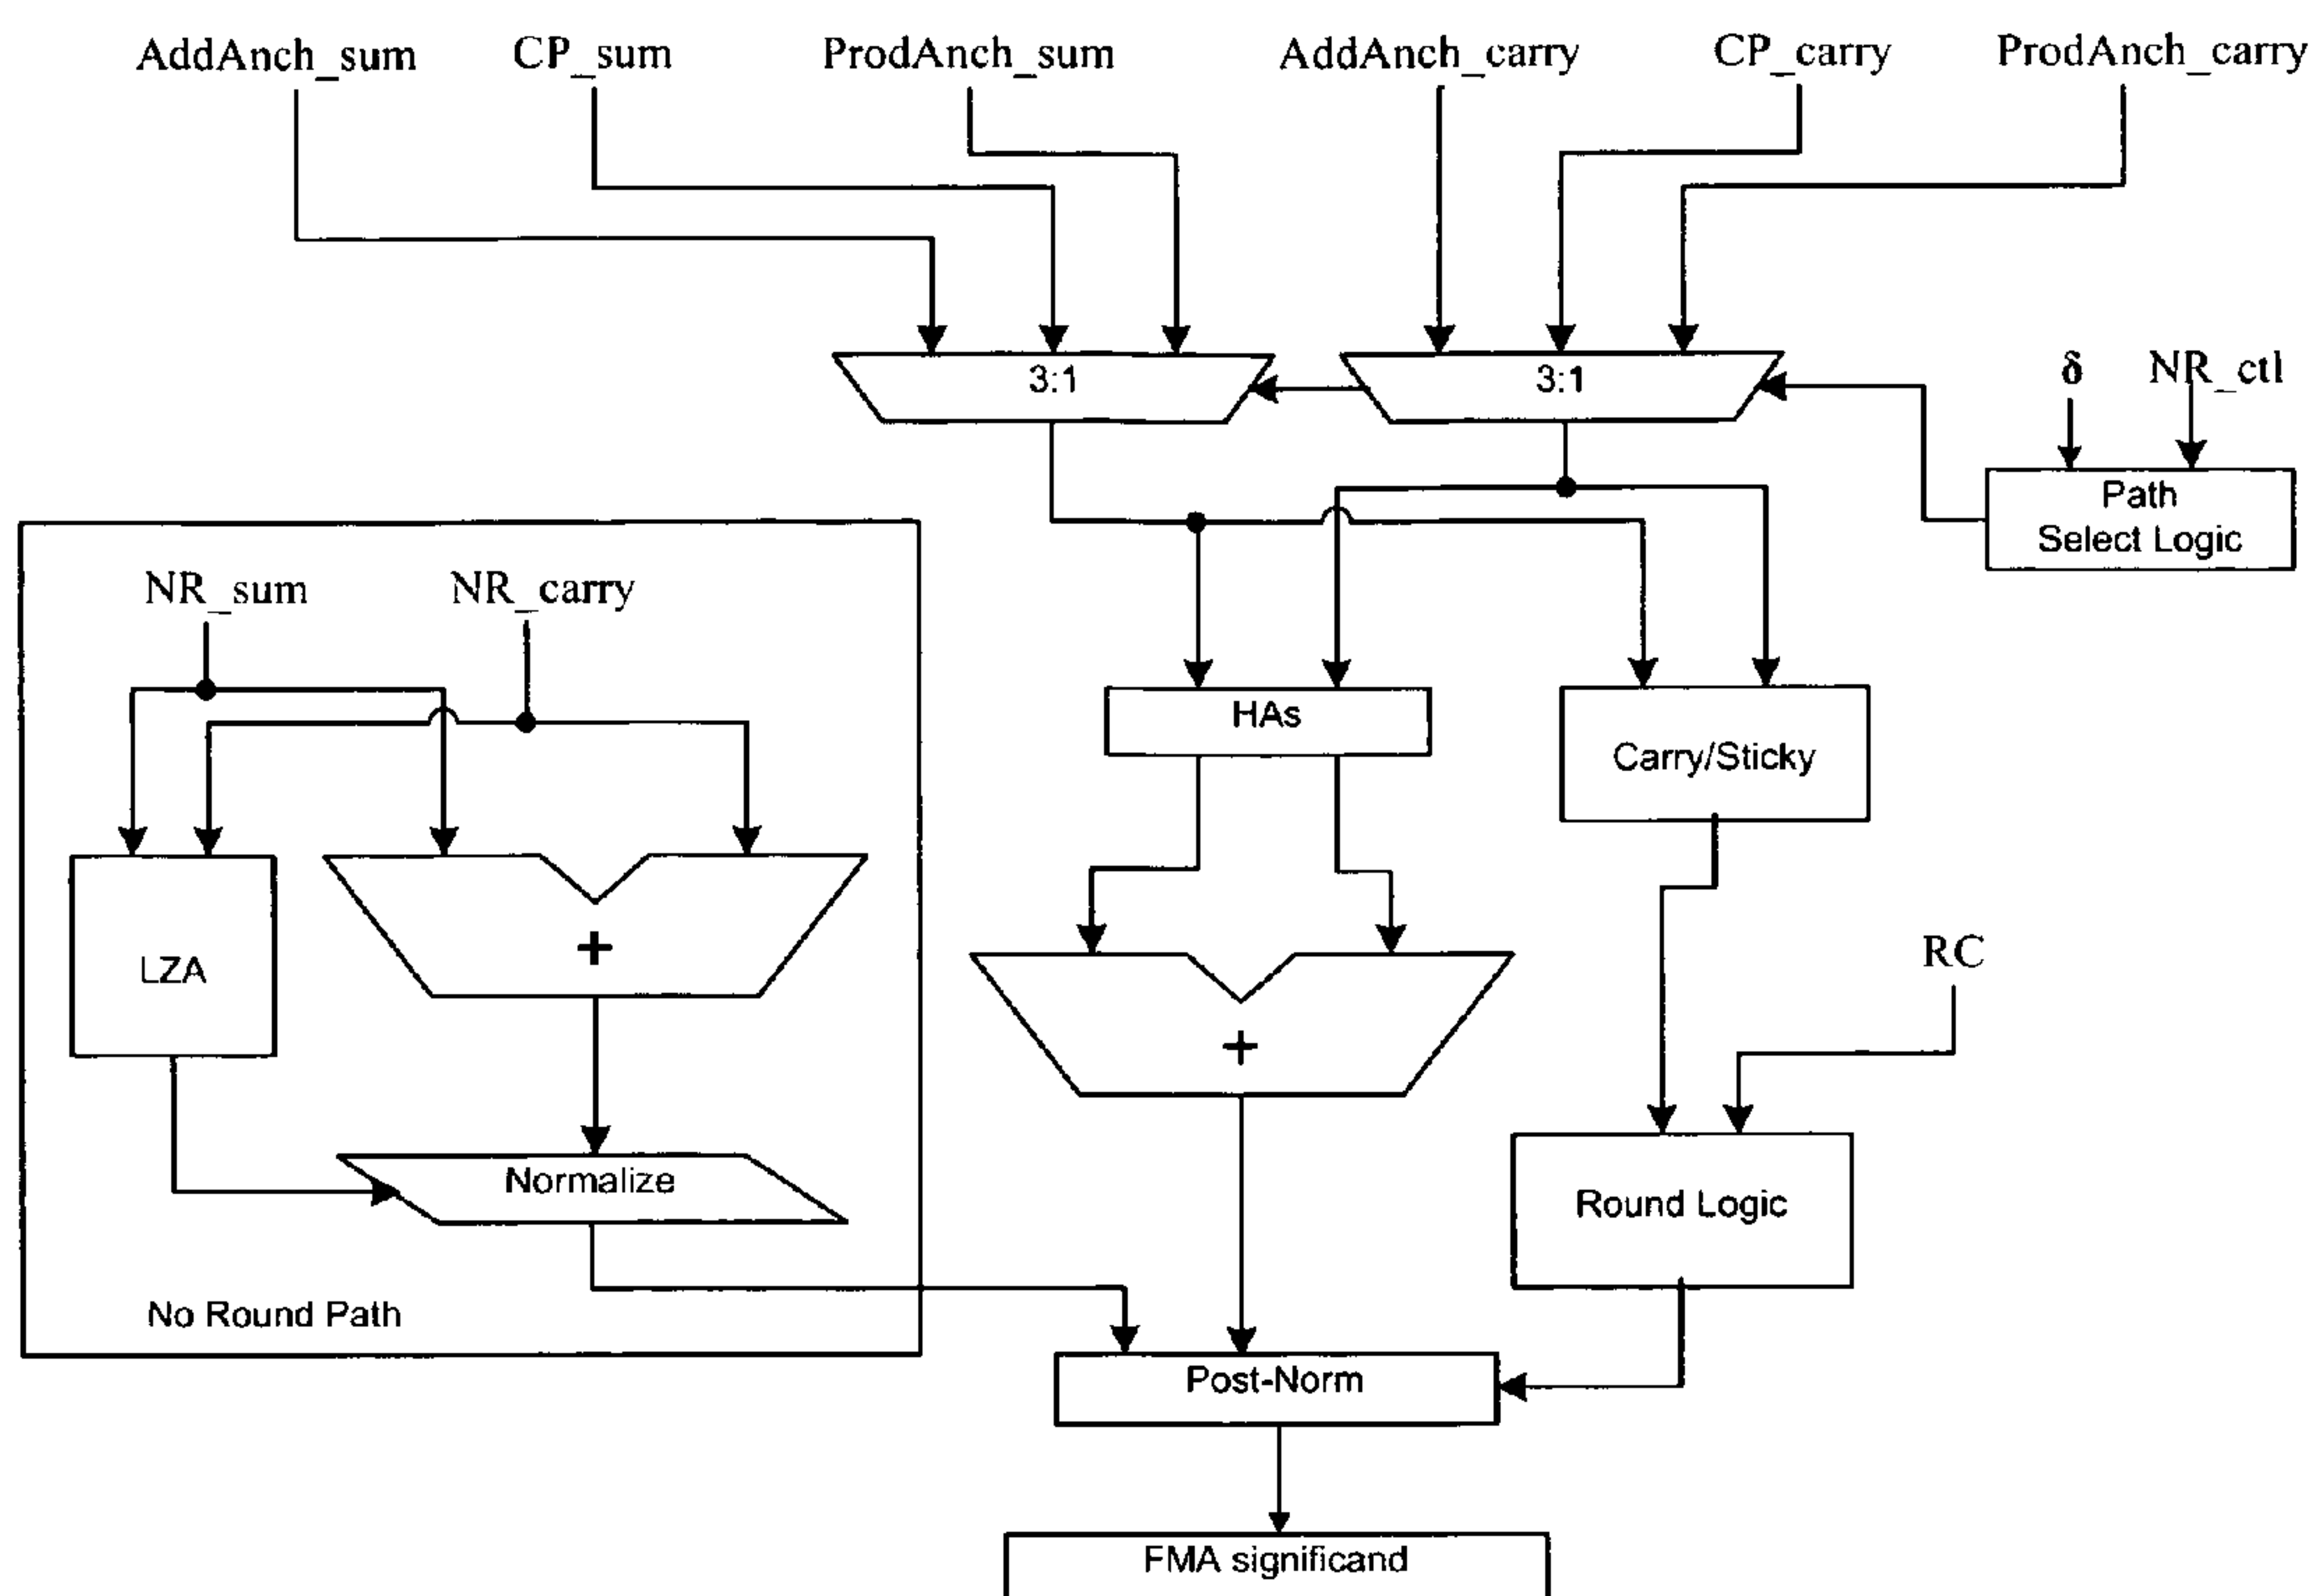 AddAnch_sum CP_sum ProdAnch_sum AddAnch_carry CP_carry ProdAnch_carry
3:1 3:1 δ NR_ctl
Path
Select Logic
NR_sum NR_carry
HAs
Carry/Sticky
LZA + RC
+
Normalize
Round Logic
No Round Path
Post-Norm
FMA significand